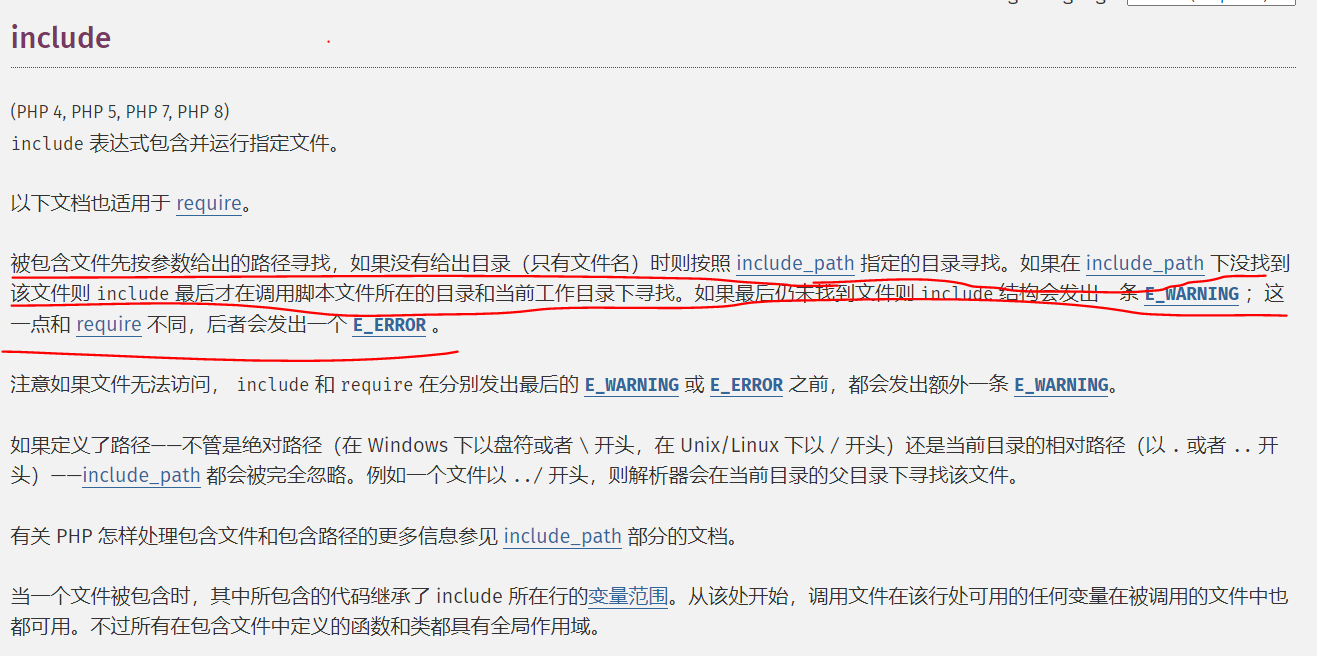 include
(PHP 4, PHP 5, PHP 7, PHP 8)
include 表达式包含并运行指定文件。
以下文档也适用于 require。
被包含文件先按参数给出的路径寻找，如果没有给出目录（只有文件名）时则按照 include_path 指定的目录寻找。如果在 include_path 下没找到
该文件则 include 最后才在调用脚本文件所在的目录和当前工作目录下寻找。如果最后仍未找到文件则 include 结构会发出一条 E_WARNING ；这
一点和 require 不同，后者会发出一个 E_ERROR 。
注意如果文件无法访问， include 和 require 在分别发出最后的 E_WARNING 或 E_ERROR 之前，都会发出额外一条 E_WARNING。
如果定义了路径——不管是绝对路径（在 Windows 下以盘符或者 \ 开头，在 Unix/Linux 下以 / 开头）还是当前目录的相对路径（以 . 或者 .. 开
头）——include_path 都会被完全忽略。例如一个文件以 ../ 开头，则解析器会在当前目录的父目录下寻找该文件。
有关 PHP 怎样处理包含文件和包含路径的更多信息参见 include_path 部分的文档。
当一个文件被包含时，其中所包含的代码继承了 include 所在行的变量范围。从该处开始，调用文件在该行处可用的任何变量在被调用的文件中也
都可用。不过所有在包含文件中定义的函数和类都具有全局作用域。